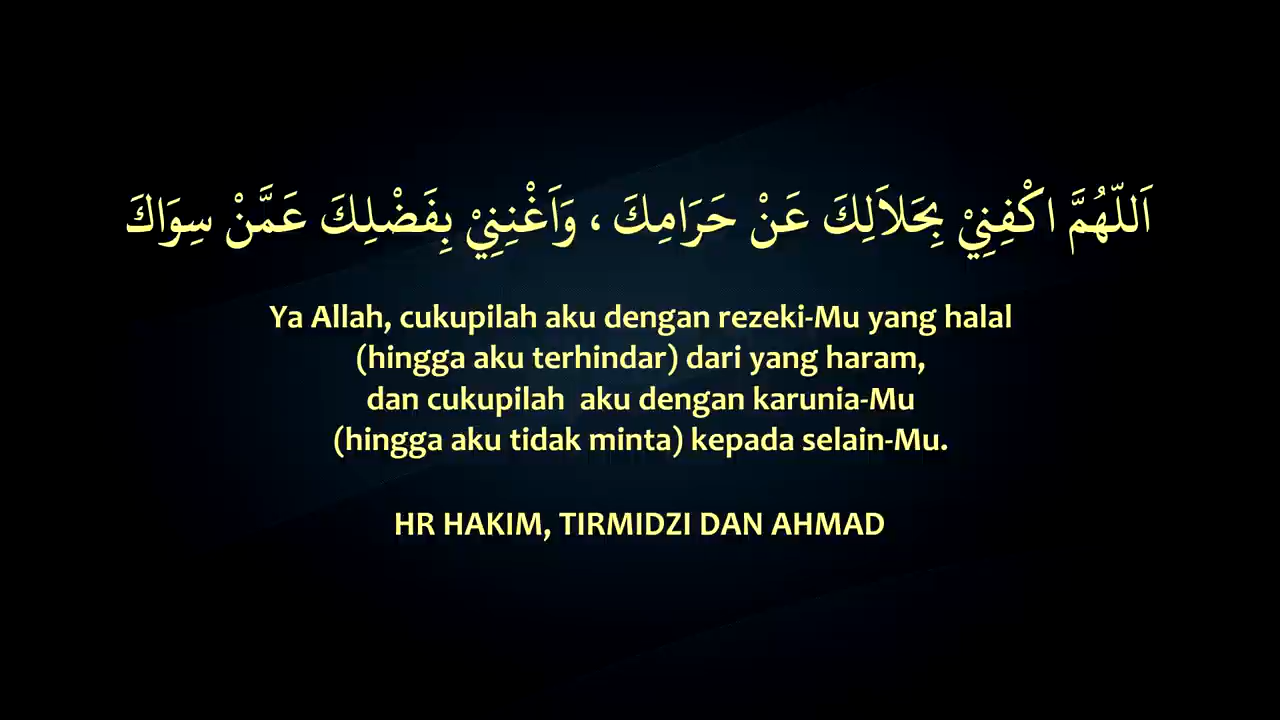 اَللّٰهُمَّ اكْفِنِيْ بِحَلاَلِكَ عَنْ حَرَامِكَ ، وَاَغْنِنِيْ بِفَضْلِكَ عَمَّنْ سِوَاكَ
Ya Allah, cukupilah aku dengan rezeki-Mu yang halal
(hingga aku terhindar) dari yang haram,
dan cukupilah aku dengan karunia-Mu
(hingga aku tidak minta) kepada selain-Mu.
HR HAKIM, TIRMIDZI DAN AHMAD